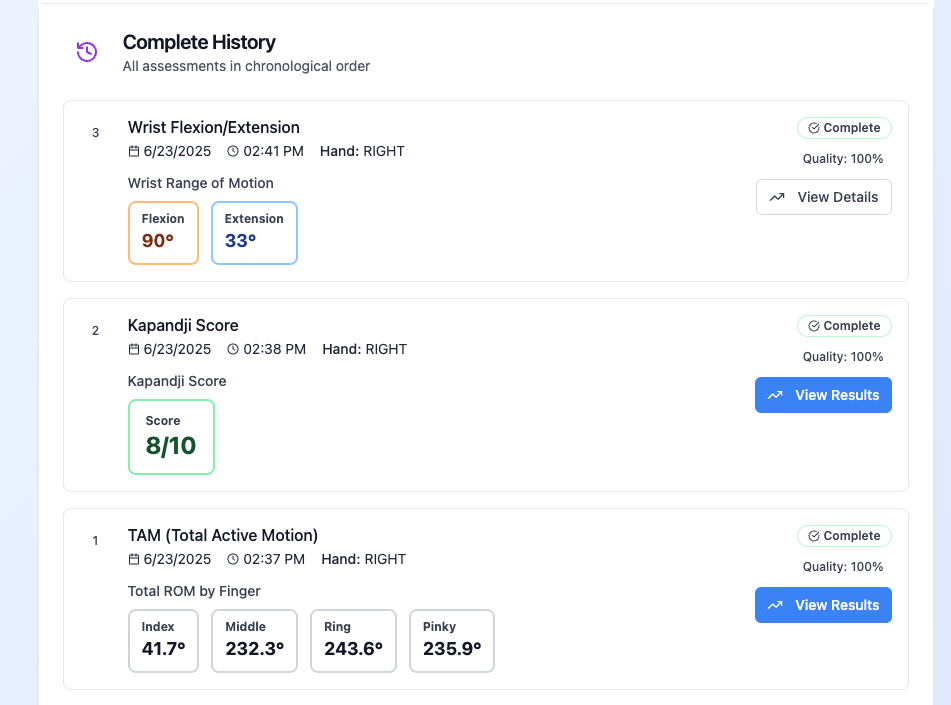 Complete History
All assessments in chronological order
3
Wrist Flexion/Extension
Complete
6/23/2025 02:41 PM Hand: RIGHT
Quality: 100%
Wrist Range of Motion
View Details
Flexion Extension
90° 33°
2
Kapandji Score
Complete
6/23/2025 02:38 PM Hand: RIGHT
Quality: 100%
Kapandji Score
View Results
Score
8/10
1
TAM (Total Active Motion)
Complete
6/23/2025 02:37 PM Hand: RIGHT
Quality: 100%
Total ROM by Finger
View Results
Index Middle Ring Pinky
41.7° 232.3° 243.6° 235.9°